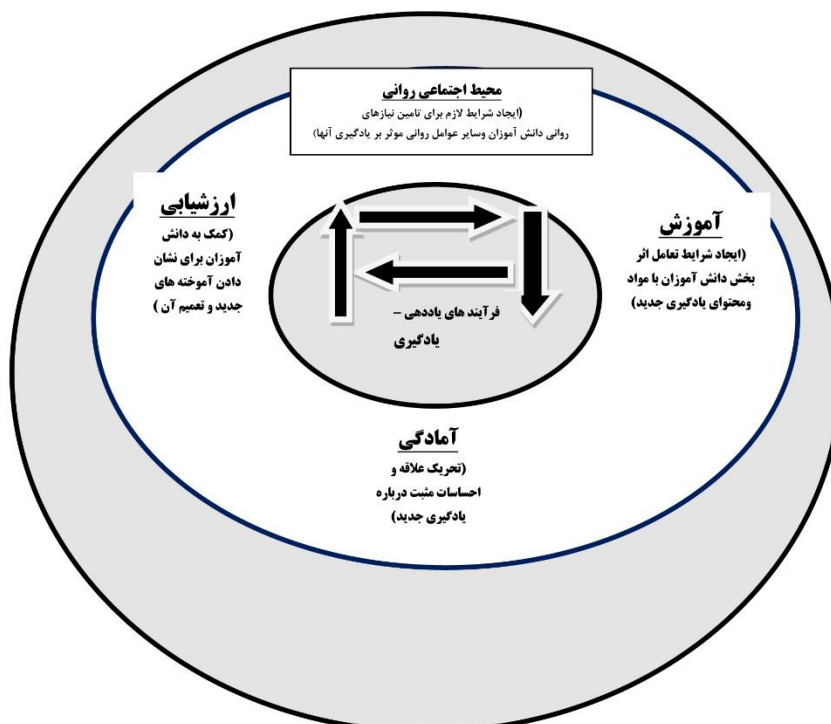 محیط اجتماعی روانی
(ایجاد شرایط لازم برای تامین نیازهای
روانی دانش آموزان وسایر عوامل روانی موثر بر یادگیری آنها)
آموزش
(ایجاد شرایط تعامل اثر
بخش دانش آموزان با مواد
ومحتوای یادگیری جدید)
ارزشیابی
(کمک به دانش
آموزان برای نشان
دادن آموخته های
جدید و تعمیم آن )
فرآیند های یاددهی –
یادگیری
آمادگی
(تحریک علاقه و
احساسات مثبت درباره
یادگیری جدید)